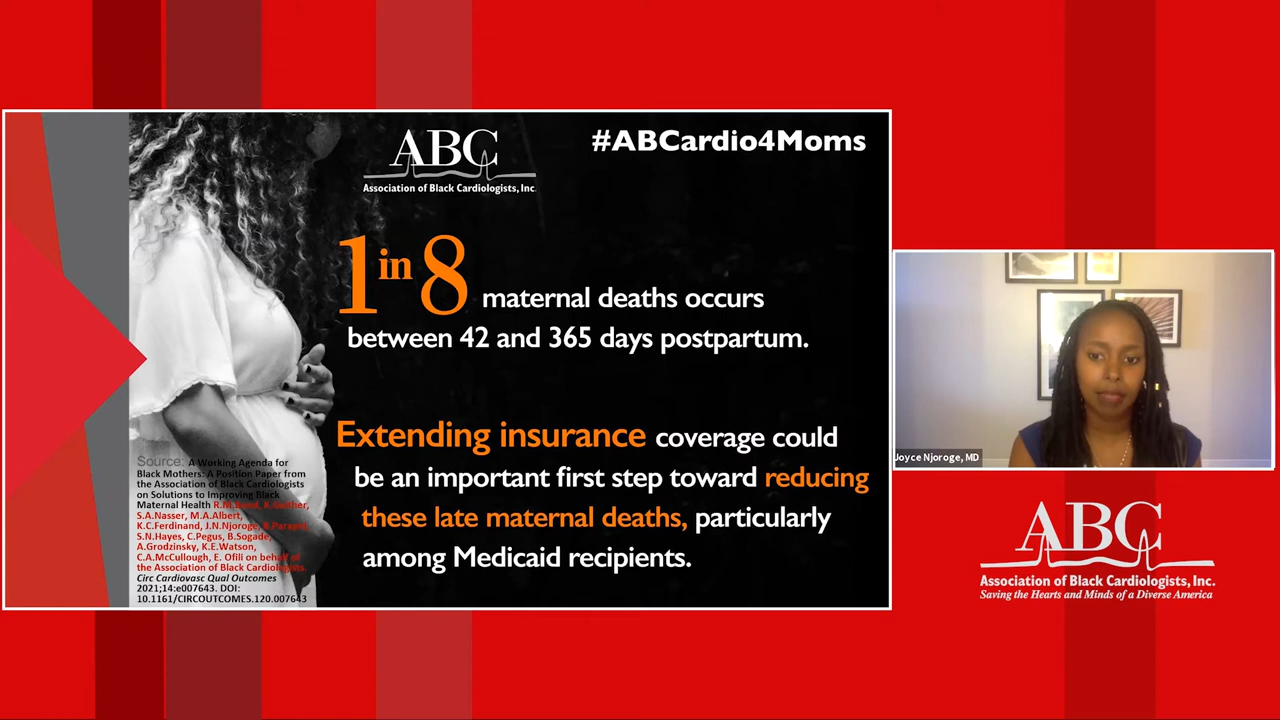 ABC
Association of Black Cardiologists, Inc.
#ABCardio4Moms
1 in 8 maternal deaths occurs
between 42 and 365 days postpartum.
Extending insurance coverage could
be an important first step toward reducing
these late maternal deaths, particularly
among Medicaid recipients.
Source: A Working Agenda for
Black Mothers: A Position Paper from
the Association of Black Cardiologists
on Solutions to Improving Black
Maternal Health
S.A.Nasser, M.A.Albert,
K.C.Ferdinand, J.N.Njoroge,
S.N.Hayes, C.Pegus, B.Sogade,
A.Grodzinsky, K.E.Watson,
C.A.McCullough, E. Ofili on behalf of
the Association of Black Cardiologists.
Circ Cardiovasc Qual Outcomes
2021;14:e007643. DOI:
10.1161/CIRCOUTCOMES.120.007643
Joyce Njoroge, MD
ABC
Association of Black Cardiologists, Inc.
Saving the Hearts and Minds of a Diverse America